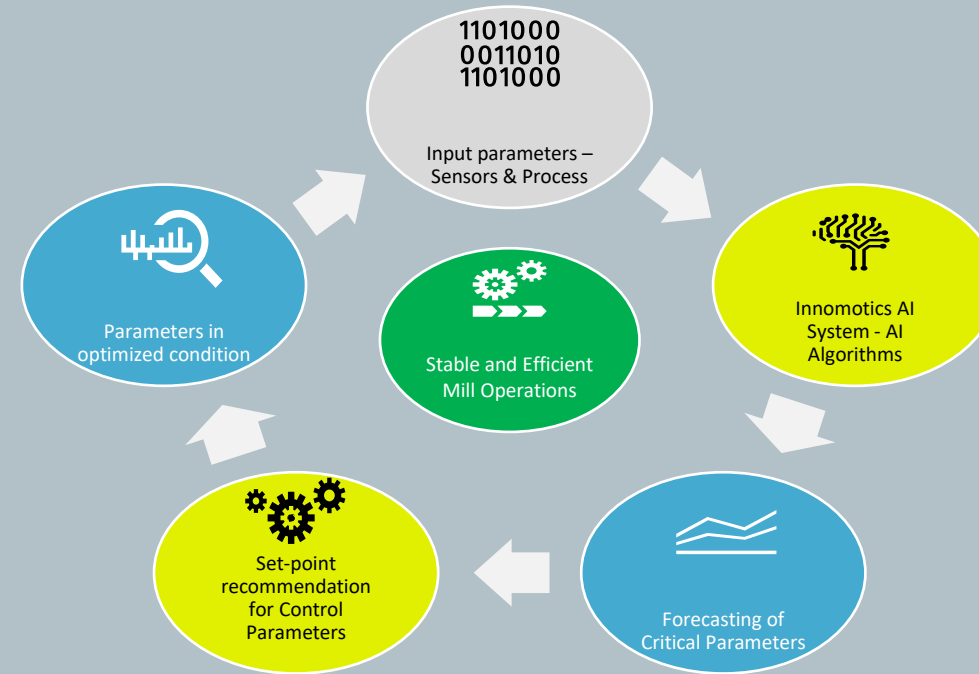 1101000
0011010
1101000
Input parameters –
Sensors & Process
Innomotics AI
System - AI
Algorithms
Forecasting of
Critical Parameters
Set-point
recommendation
for Control
Parameters
Parameters in
optimized condition
Stable and Efficient
Mill Operations